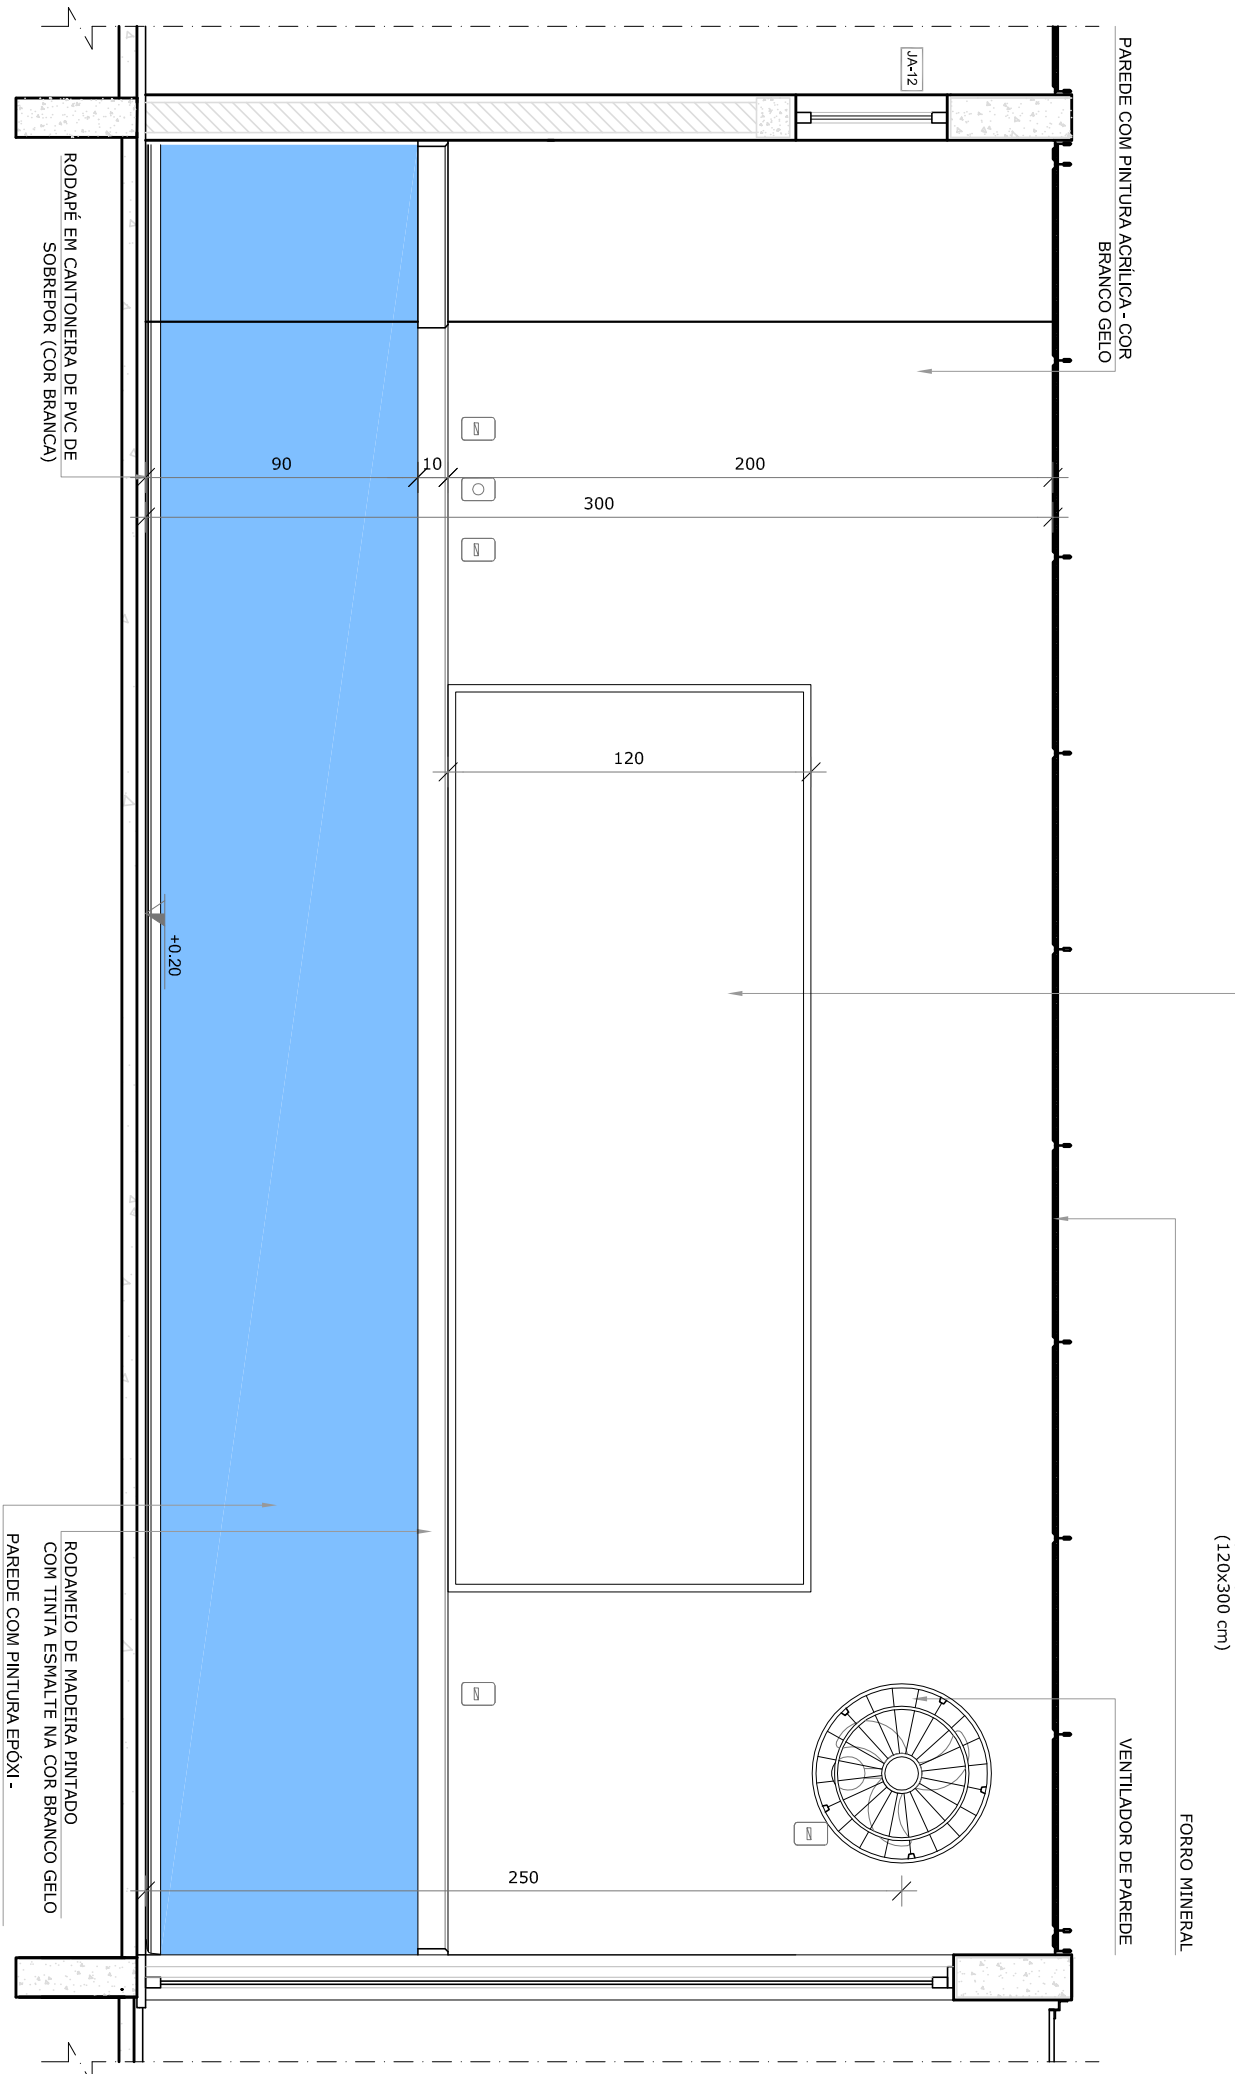 JA-12
PAREDE COM PINTURA ACRÍLICA - COR
BRANCO GELO
RODAPÉ EM CANTONEIRA DE PVC DE
SOBREPOR (COR BRANCA)
90
10
200
300
120
+0.20
(120x300 cm)
250
VENTILADOR DE PAREDE
FORRO MINERAL
RODAMEIO DE MADEIRA PINTADO
COM TINTA ESMALTE NA COR BRANCO GELO
PAREDE COM PINTURA EPÓXI -